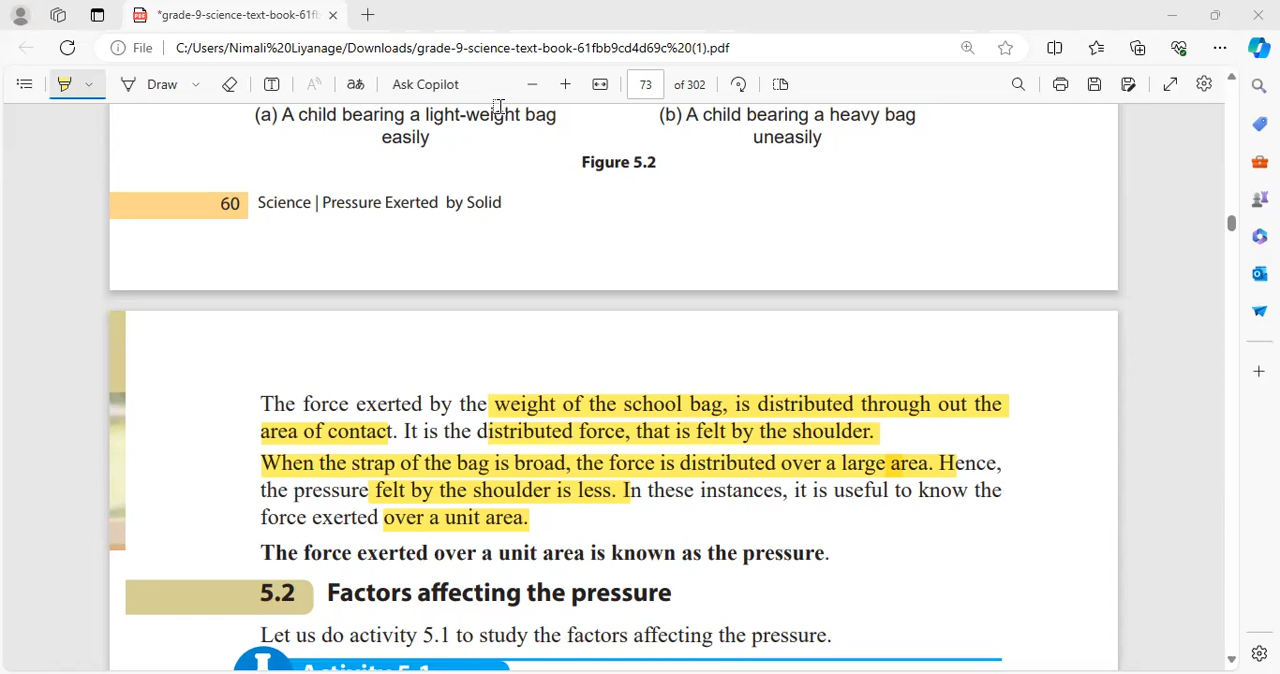 *grade-9-science-text-book-61fb
File C:/Users/Nimali%20Liyanage/Downloads/grade-9-science-text-book-61fbb9cd4d69c%20(1).pdf
Draw aあ Ask Copilot 73 of 302
(a) A child bearing a light-weight bag
easily
(b) A child bearing a heavy bag
uneasily
Figure 5.2
60 Science | Pressure Exerted by Solid
The force exerted by the weight of the school bag, is distributed through out the
area of contact. It is the distributed force, that is felt by the shoulder.
When the strap of the bag is broad, the force is distributed over a large area. Hence,
the pressure felt by the shoulder is less. In these instances, it is useful to know the
force exerted over a unit area.
The force exerted over a unit area is known as the pressure.
5.2 Factors affecting the pressure
Let us do activity 5.1 to study the factors affecting the pressure.
Activity 5.1